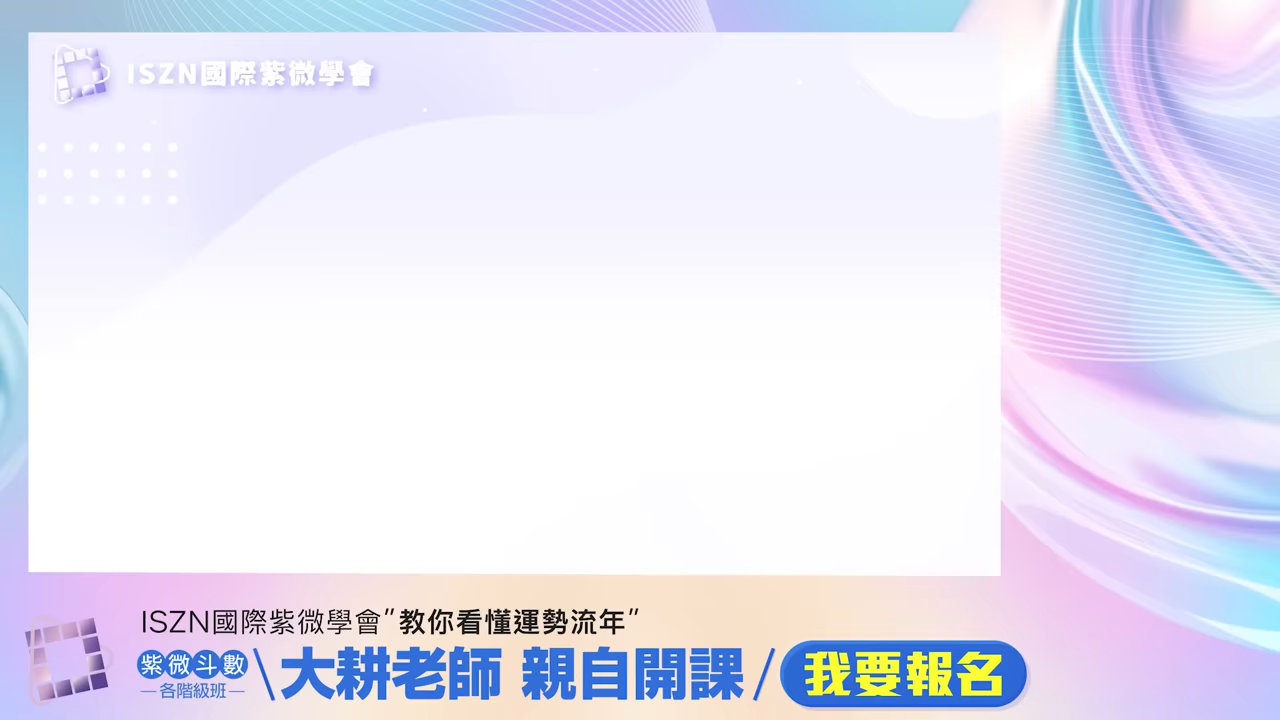 ISZN國際紫微學會
ISZN國際紫微學會"教你看懂運勢流年"
紫微斗數
—各階級班—
\大耕老師 親自開課/
我要報名